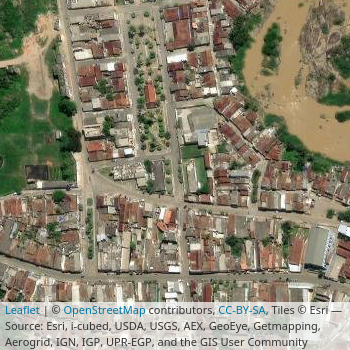 Leaflet | © OpenStreetMap contributors, CC-BY-SA, Tiles © Esri —
Source: Esri, i-cubed, USDA, USGS, AEX, GeoEye, Getmapping,
Aerogrid, IGN, IGP, UPR-EGP, and the GIS User Community